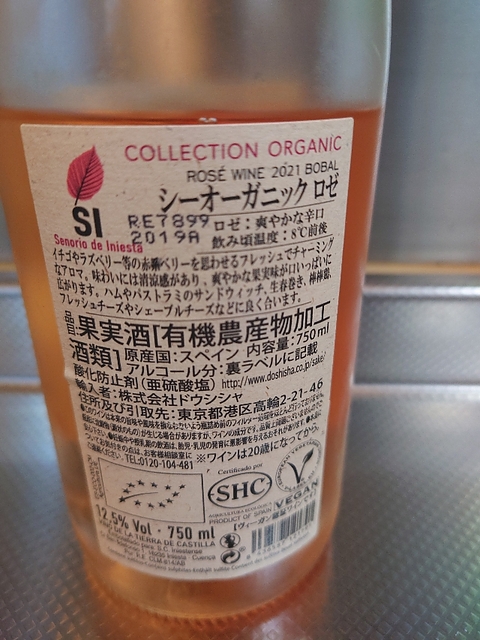 COLLECTION ORGANIC
ROSÉ WINE 2021 BOBAL
シーオーガニック ロゼ
SI
Senorio de Iniesta
RE7899
2019A
ロゼ：爽やかな辛口
飲み頃温度：8℃前後
イチゴやラズベリー等の赤系ベリーを思わせるフレッシュでチャーミング
なアロマ。味わいには清涼感があり、爽やかな果実味が口いっぱいに
広がります。ハムやパストラミのサンドウィッチ、生春巻き、棒棒鶏、
フレッシュチーズやシェーブルチーズなどに良く合います。
品目：果実酒[有機農産物加工
酒類] 原産国：スペイン 内容量：750ml
アルコール分：裏ラベルに記載
酸化防止剤（亜硫酸塩） http://www.doshisha.co.jp/sake/
輸入者：株式会社ドウシシャ
住所及び引取先：東京都港区高輪2-21-46
※ワインは20歳になってから。
TEL:0120-104-481
Certificado por
SHC
PRODUCT OF SPAIN
V
VEGAN
12.5% Vol · 750 ml
VINO DE LA TIERRA DE CASTILLA